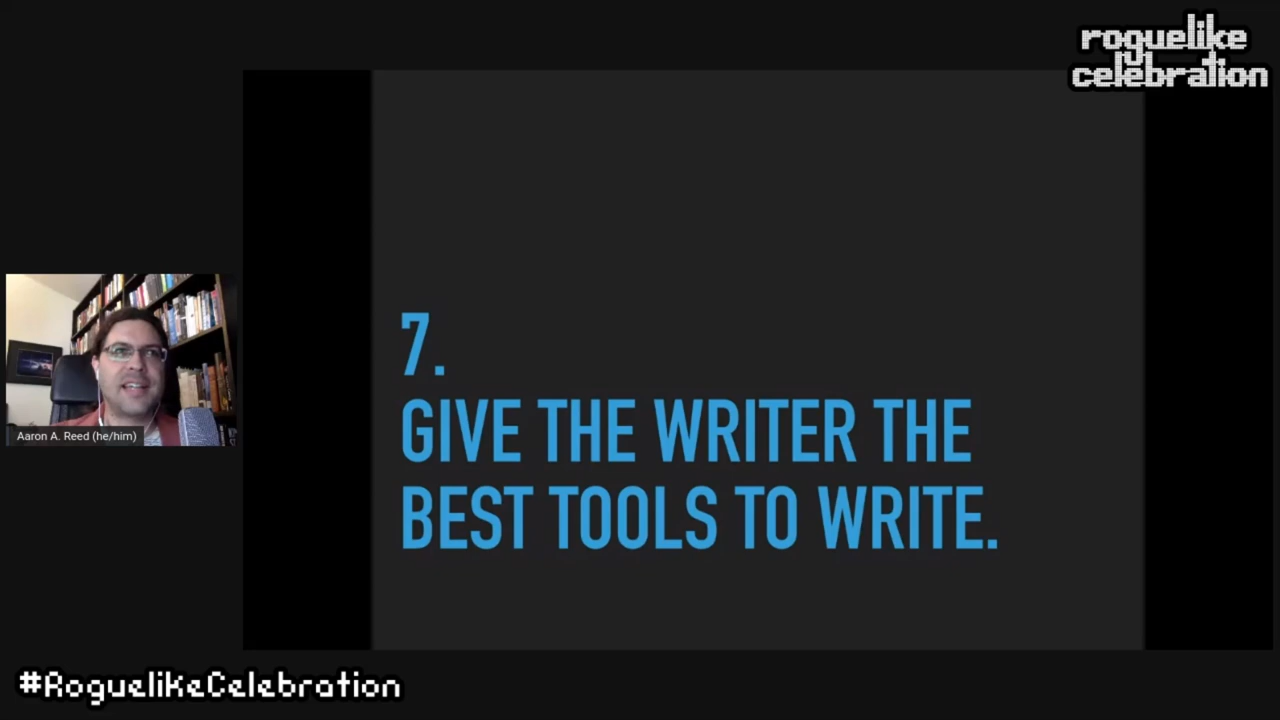 roguelike
celebration
7.
GIVE THE WRITER THE
BEST TOOLS TO WRITE.
Aaron A. Reed (he/him)
#RoguelikeCelebration